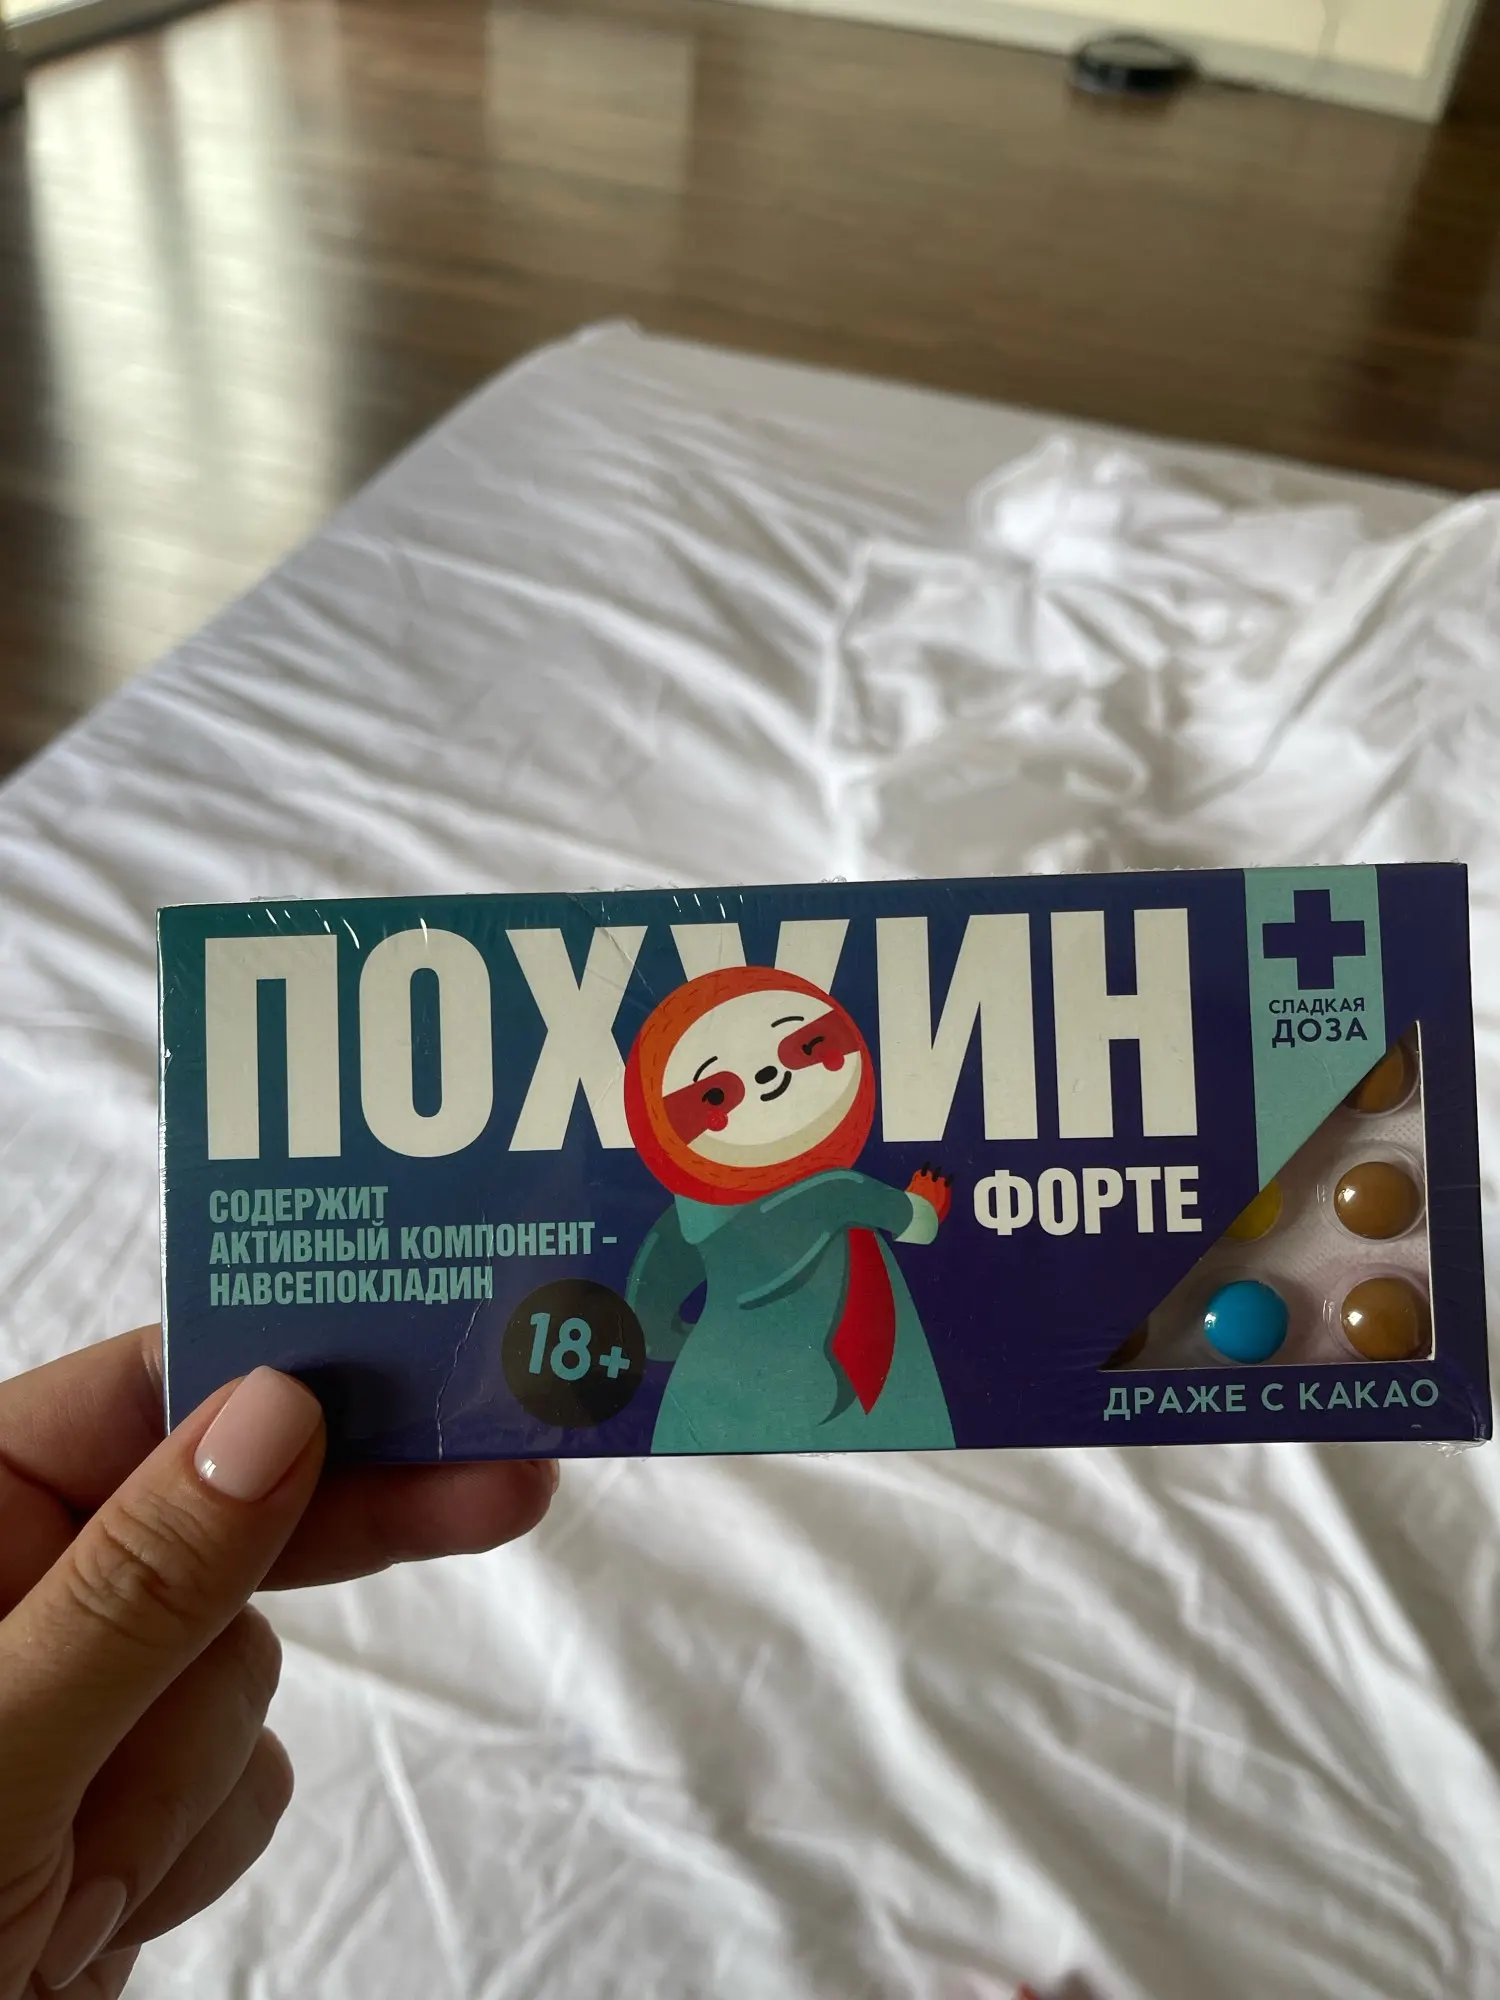 ПОХУИН
ФОРТЕ
СОДЕРЖИТ
АКТИВНЫЙ КОМПОНЕНТ-
НАВСЕПОКЛАДИН
18+
СЛАДКАЯ
ДОЗА
ДРАЖЕ С КАКАО